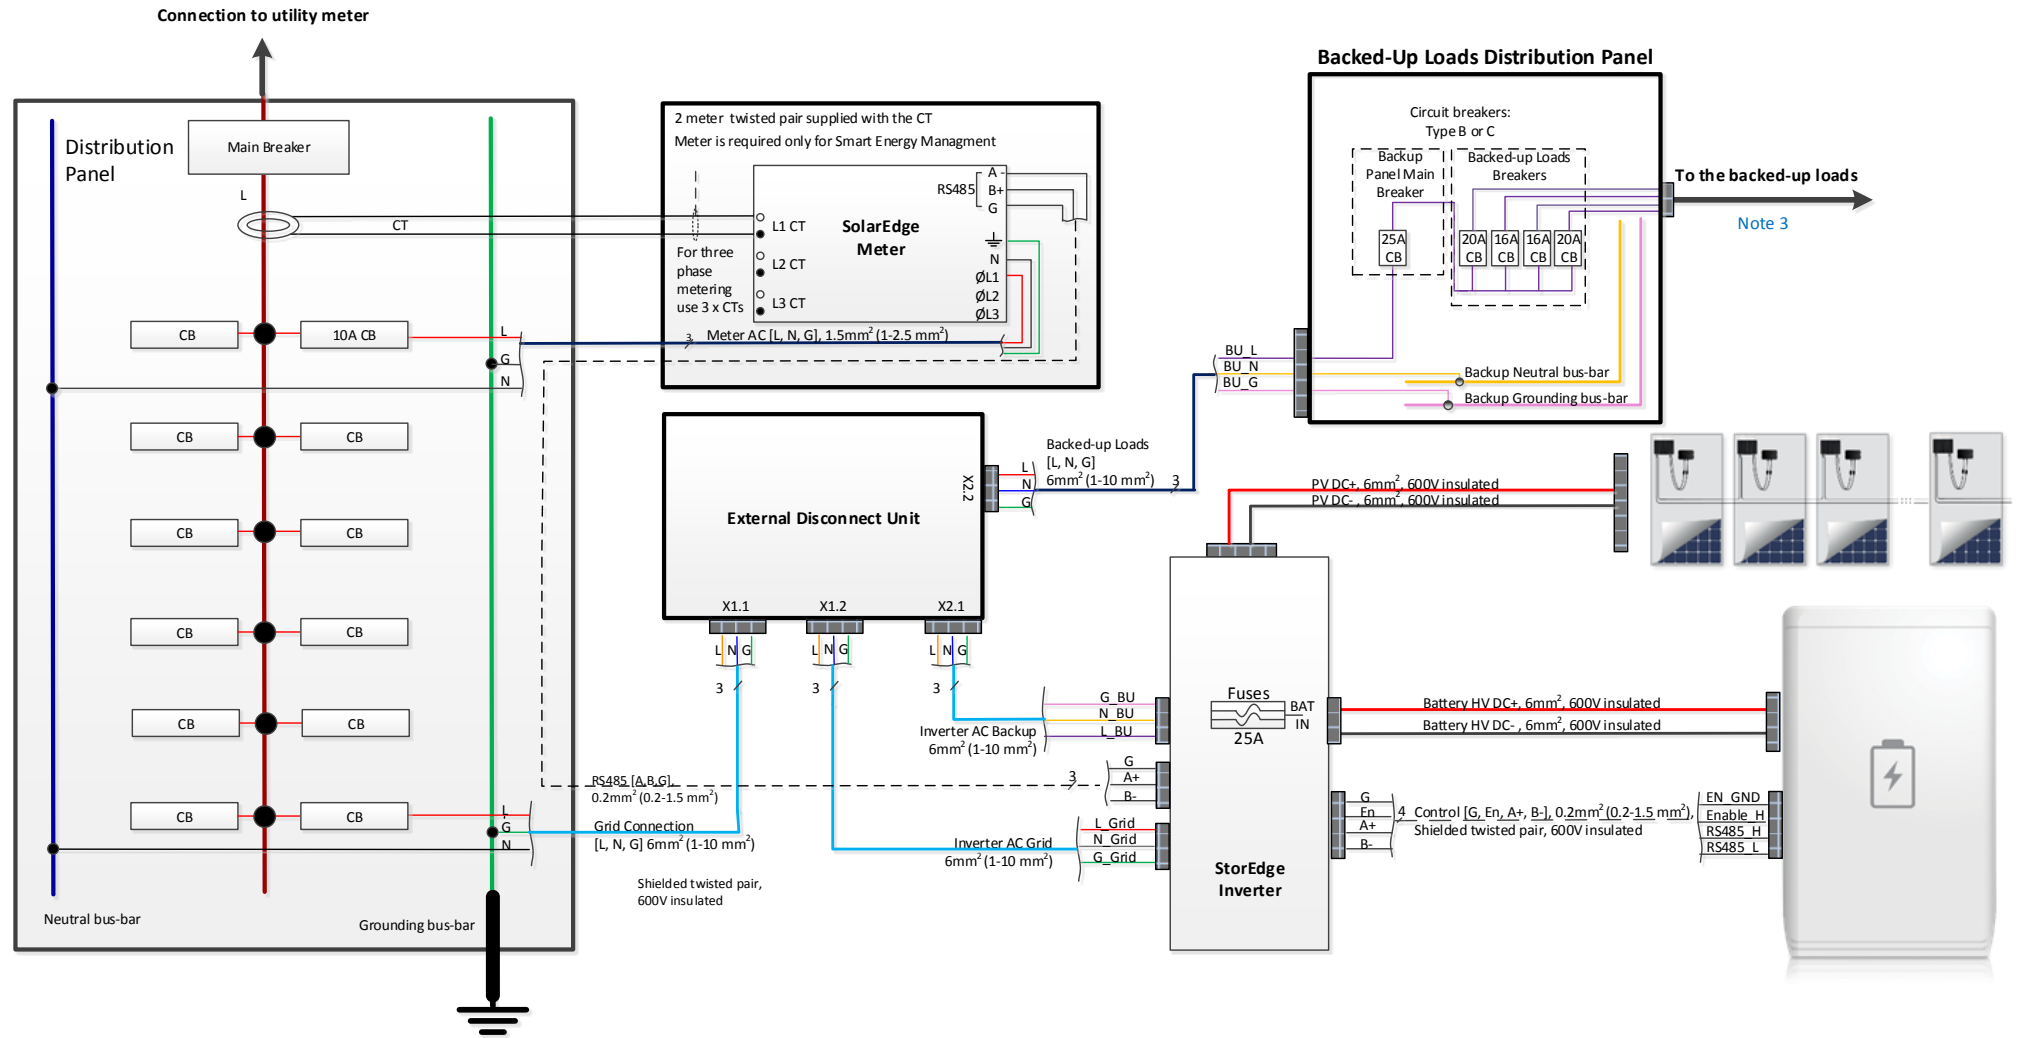 Connection to utility meter
Distribution
Panel
Main Breaker
L
CT
CB
10A CB
L
G
N
CB
CB
CB
CB
CB
CB
CB
CB
CB
CB
L
G
N
Neutral bus-bar
Grounding bus-bar
2 meter twisted pair supplied with the CT
Meter is required only for Smart Energy Managment
For three
phase
metering
use 3 x CTs
L1 CT
L2 CT
L3 CT
SolarEdge
Meter
RS485
A -
B+
G
N
ØL1
ØL2
ØL3
3
Meter AC [L, N, G], 1.5mm² (1-2.5 mm²)
External Disconnect Unit
X2.2
L
N
G
Backed-up Loads
[L, N, G]
6mm² (1-10 mm²)
3
X1.1
X1.2
X2.1
L N G
L N G
L N G
3
3
3
RS485 [A,B,G],
0.2mm² (0.2-1.5 mm²)
3
Grid Connection
[L, N, G] 6mm² (1-10 mm²)
Shielded twisted pair,
600V insulated
Inverter AC Backup
6mm² (1-10 mm²)
G_BU
N_BU
L_BU
G
A+
B-
Inverter AC Grid
6mm² (1-10 mm²)
L_Grid
N_Grid
G_Grid
Fuses
25A
BAT
IN
StorEdge
Inverter
Backed-Up Loads Distribution Panel
Circuit breakers:
Type B or C
Backup
Panel Main
Breaker
Backed-up Loads
Breakers
25A
CB
20A
CB
16A
CB
16A
CB
20A
CB
BU_L
BU_N
BU_G
Backup Neutral bus-bar
Backup Grounding bus-bar
To the backed-up loads
Note 3
PV DC+, 6mm², 600V insulated
PV DC-, 6mm², 600V insulated
Battery HV DC+, 6mm², 600V insulated
Battery HV DC- , 6mm², 600V insulated
G
En
A+
B-
4
Control [G, En, A+, B-], 0.2mm² (0.2-1.5 mm²),
Shielded twisted pair, 600V insulated
EN_GND
Enable_H
RS485_H
RS485_L